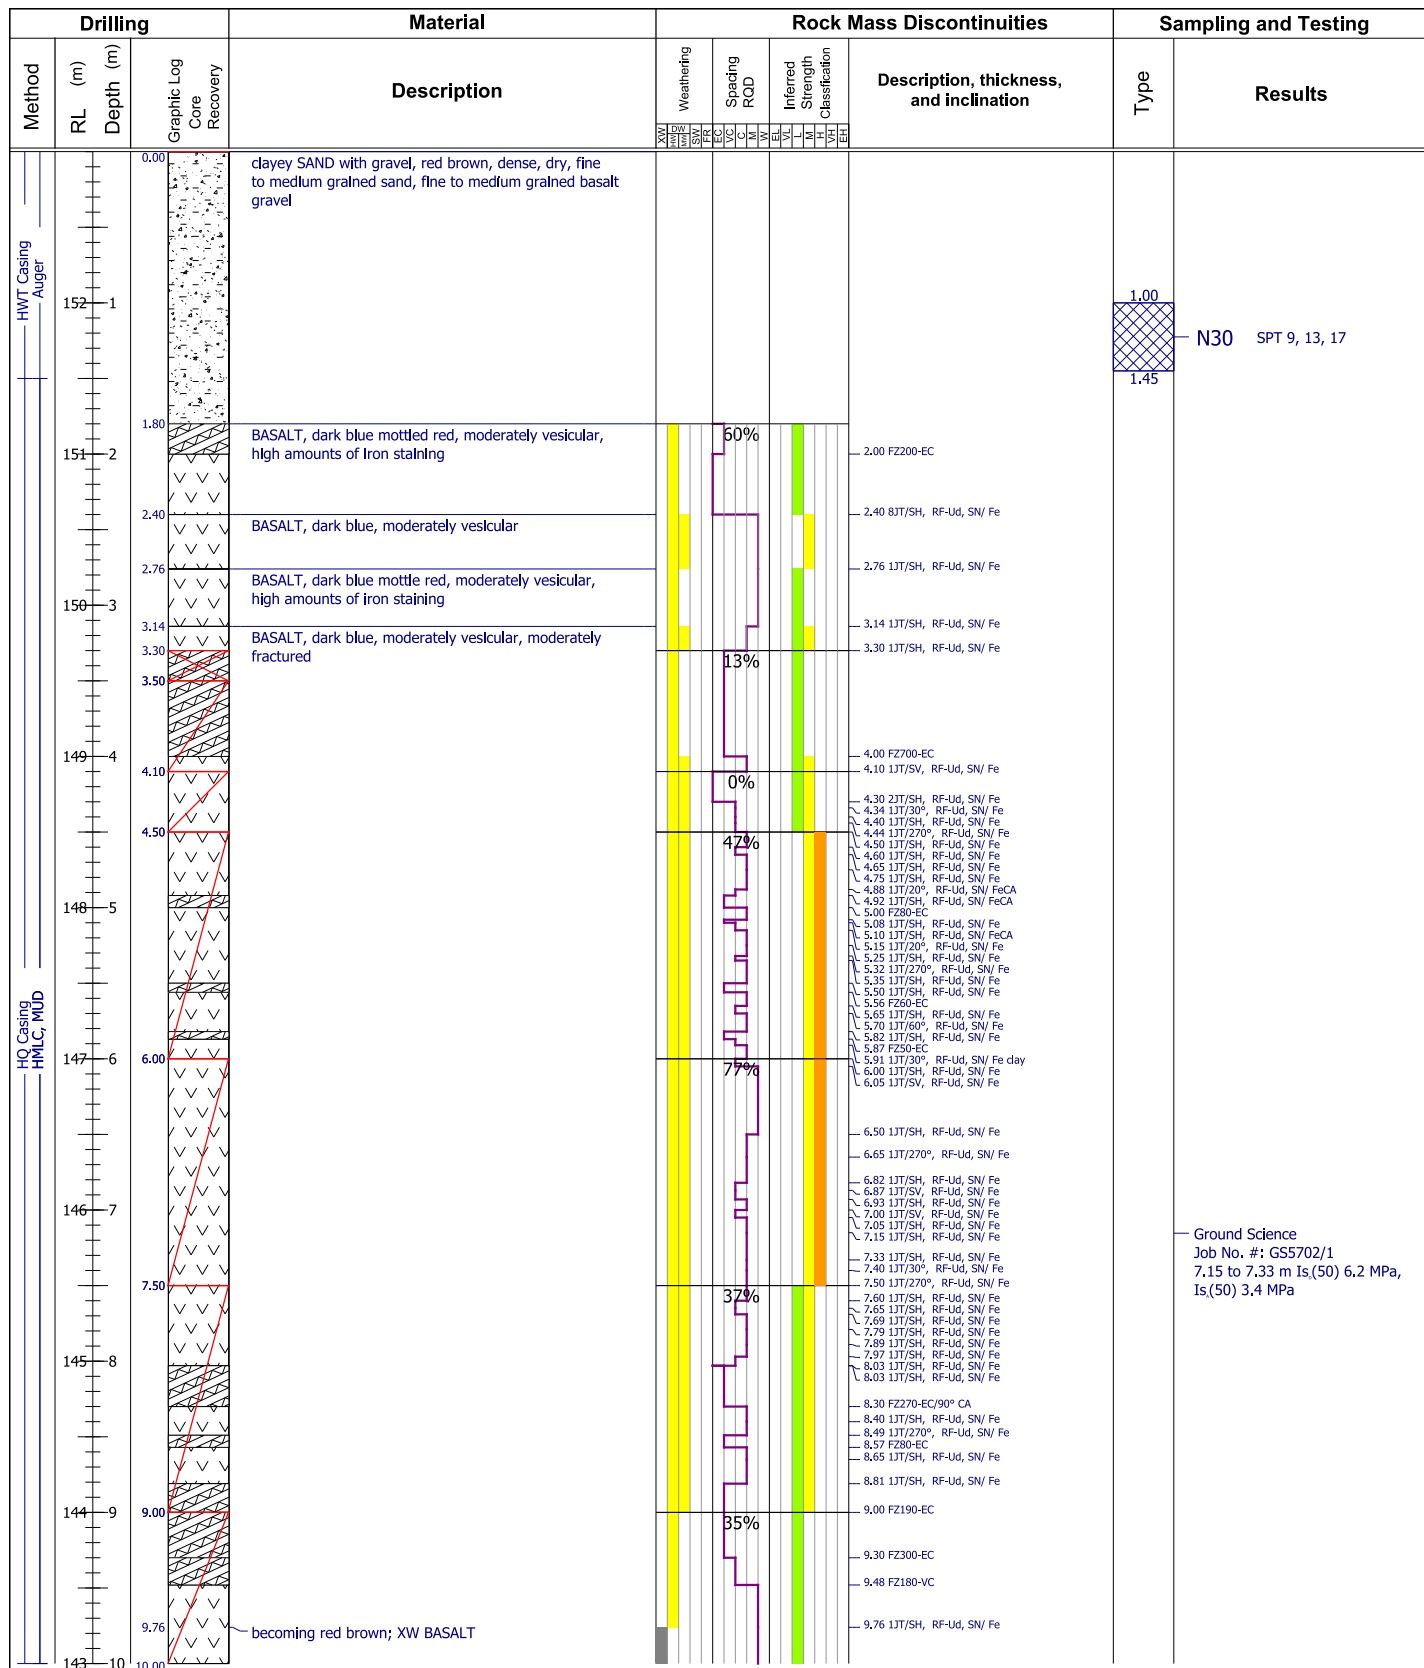 Drilling
Material
Rock Mass Discontinuities
Sampling and Testing
Method
RL (m)
Depth (m)
Graphic Log
Core
Recovery
Description
Weathering
Spacing
RQD
Inferred
Strength
Classfication
Description, thickness,
and inclination
Type
Results
XW
DW
HW
MW
SW
FR
EC
VC
C
M
W
EL
VL
L
M
H
VH
EH
HWT Casing
Auger
HQ Casing
HMLC, MUD
152 1
151 2
150 3
149 4
148 5
147 6
146 7
145 8
144 9
143 10
0.00
1.80
2.40
2.76
3.14
3.30
3.50
4.10
4.50
6.00
7.50
9.00
9.76
10.00
clayey SAND with gravel, red brown, dense, dry, fine
to medium grained sand, fine to medium grained basalt
gravel
BASALT, dark blue mottled red, moderately vesicular,
high amounts of iron staining
BASALT, dark blue, moderately vesicular
BASALT, dark blue mottle red, moderately vesicular,
high amounts of iron staining
BASALT, dark blue, moderately vesicular, moderately
fractured
becoming red brown; XW BASALT
60%
13%
0%
47%
77%
37%
35%
2.00 FZ200-EC
2.40 8JT/SH, RF-Ud, SN/ Fe
2.76 1JT/SH, RF-Ud, SN/ Fe
3.14 1JT/SH, RF-Ud, SN/ Fe
3.30 1JT/SH, RF-Ud, SN/ Fe
4.00 FZ700-EC
4.10 1JT/SV, RF-Ud, SN/ Fe
4.30 2JT/SH, RF-Ud, SN/ Fe
4.34 1JT/30°, RF-Ud, SN/ Fe
4.40 1JT/SH, RF-Ud, SN/ Fe
4.44 1JT/270°, RF-Ud, SN/ Fe
4.50 1JT/SH, RF-Ud, SN/ Fe
4.60 1JT/SH, RF-Ud, SN/ Fe
4.65 1JT/SH, RF-Ud, SN/ Fe
4.75 1JT/SH, RF-Ud, SN/ Fe
4.88 1JT/20°, RF-Ud, SN/ FeCA
4.92 1JT/SH, RF-Ud, SN/ FeCA
5.00 FZ80-EC
5.08 1JT/SH, RF-Ud, SN/ Fe
5.10 1JT/SH, RF-Ud, SN/ FeCA
5.15 1JT/20°, RF-Ud, SN/ Fe
5.25 1JT/SH, RF-Ud, SN/ Fe
5.32 1JT/270°, RF-Ud, SN/ Fe
5.35 1JT/SH, RF-Ud, SN/ Fe
5.50 1JT/SH, RF-Ud, SN/ Fe
5.56 FZ60-EC
5.65 1JT/SH, RF-Ud, SN/ Fe
5.70 1JT/60°, RF-Ud, SN/ Fe
5.82 1JT/SH, RF-Ud, SN/ Fe
5.87 FZ50-EC
5.91 1JT/30°, RF-Ud, SN/ Fe clay
6.00 1JT/SH, RF-Ud, SN/ Fe
6.05 1JT/SV, RF-Ud, SN/ Fe
6.50 1JT/SH, RF-Ud, SN/ Fe
6.65 1JT/270°, RF-Ud, SN/ Fe
6.82 1JT/SH, RF-Ud, SN/ Fe
6.87 1JT/SV, RF-Ud, SN/ Fe
6.93 1JT/SH, RF-Ud, SN/ Fe
7.00 1JT/SV, RF-Ud, SN/ Fe
7.05 1JT/SH, RF-Ud, SN/ Fe
7.15 1JT/SH, RF-Ud, SN/ Fe
7.33 1JT/SH, RF-Ud, SN/ Fe
7.40 1JT/30°, RF-Ud, SN/ Fe
7.50 1JT/270°, RF-Ud, SN/ Fe
7.60 1JT/SH, RF-Ud, SN/ Fe
7.65 1JT/SH, RF-Ud, SN/ Fe
7.69 1JT/SH, RF-Ud, SN/ Fe
7.79 1JT/SH, RF-Ud, SN/ Fe
7.89 1JT/SH, RF-Ud, SN/ Fe
7.97 1JT/SH, RF-Ud, SN/ Fe
8.03 1JT/SH, RF-Ud, SN/ Fe
8.03 1JT/SH, RF-Ud, SN/ Fe
8.30 FZ270-EC/90° CA
8.40 1JT/SH, RF-Ud, SN/ Fe
8.49 1JT/270°, RF-Ud, SN/ Fe
8.57 FZ80-EC
8.65 1JT/SH, RF-Ud, SN/ Fe
8.81 1JT/SH, RF-Ud, SN/ Fe
9.00 FZ190-EC
9.30 FZ300-EC
9.48 FZ180-VC
9.76 1JT/SH, RF-Ud, SN/ Fe
1.00
1.45
N30 SPT 9, 13, 17
Ground Science
Job No. #: GS5702/1
7.15 to 7.33 m Is (50) 6.2 MPa,
Is (50) 3.4 MPa